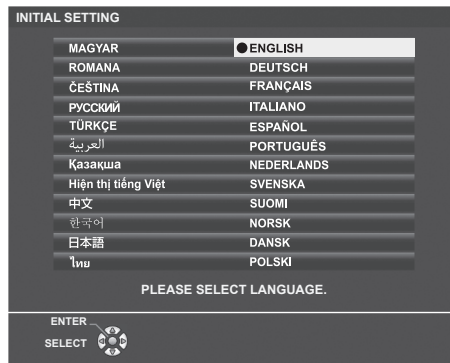 INITIAL SETTING
MAGYAR ENGLISH
ROMANA DEUTSCH
ČEŠTINA FRANÇAIS
РУССКИЙ ITALIANO
TÜRKÇE ESPAÑOL
العربية PORTUGUÊS
Қазақша NEDERLANDS
Hiện thị tiếng Việt SVENSKA
中文 SUOMI
한국어 NORSK
日本語 DANSK
ไทย POLSKI
PLEASE SELECT LANGUAGE.
ENTER
SELECT